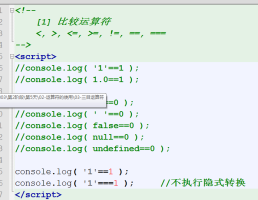 <!--
[1] 比较运算符
<, >, <=, >=, !=, ==, ===
-->
<script>
//console.log( '1'==1 );
//console.log( 1.0==1 );
==0 );
//console.log( ' '==0 );
//console.log( false==0 );
//console.log( null==0 );
//console.log( undefined==0 );
console.log( '1'==1 );
console.log( '1'===1 ); //不执行隐式转换
</script>